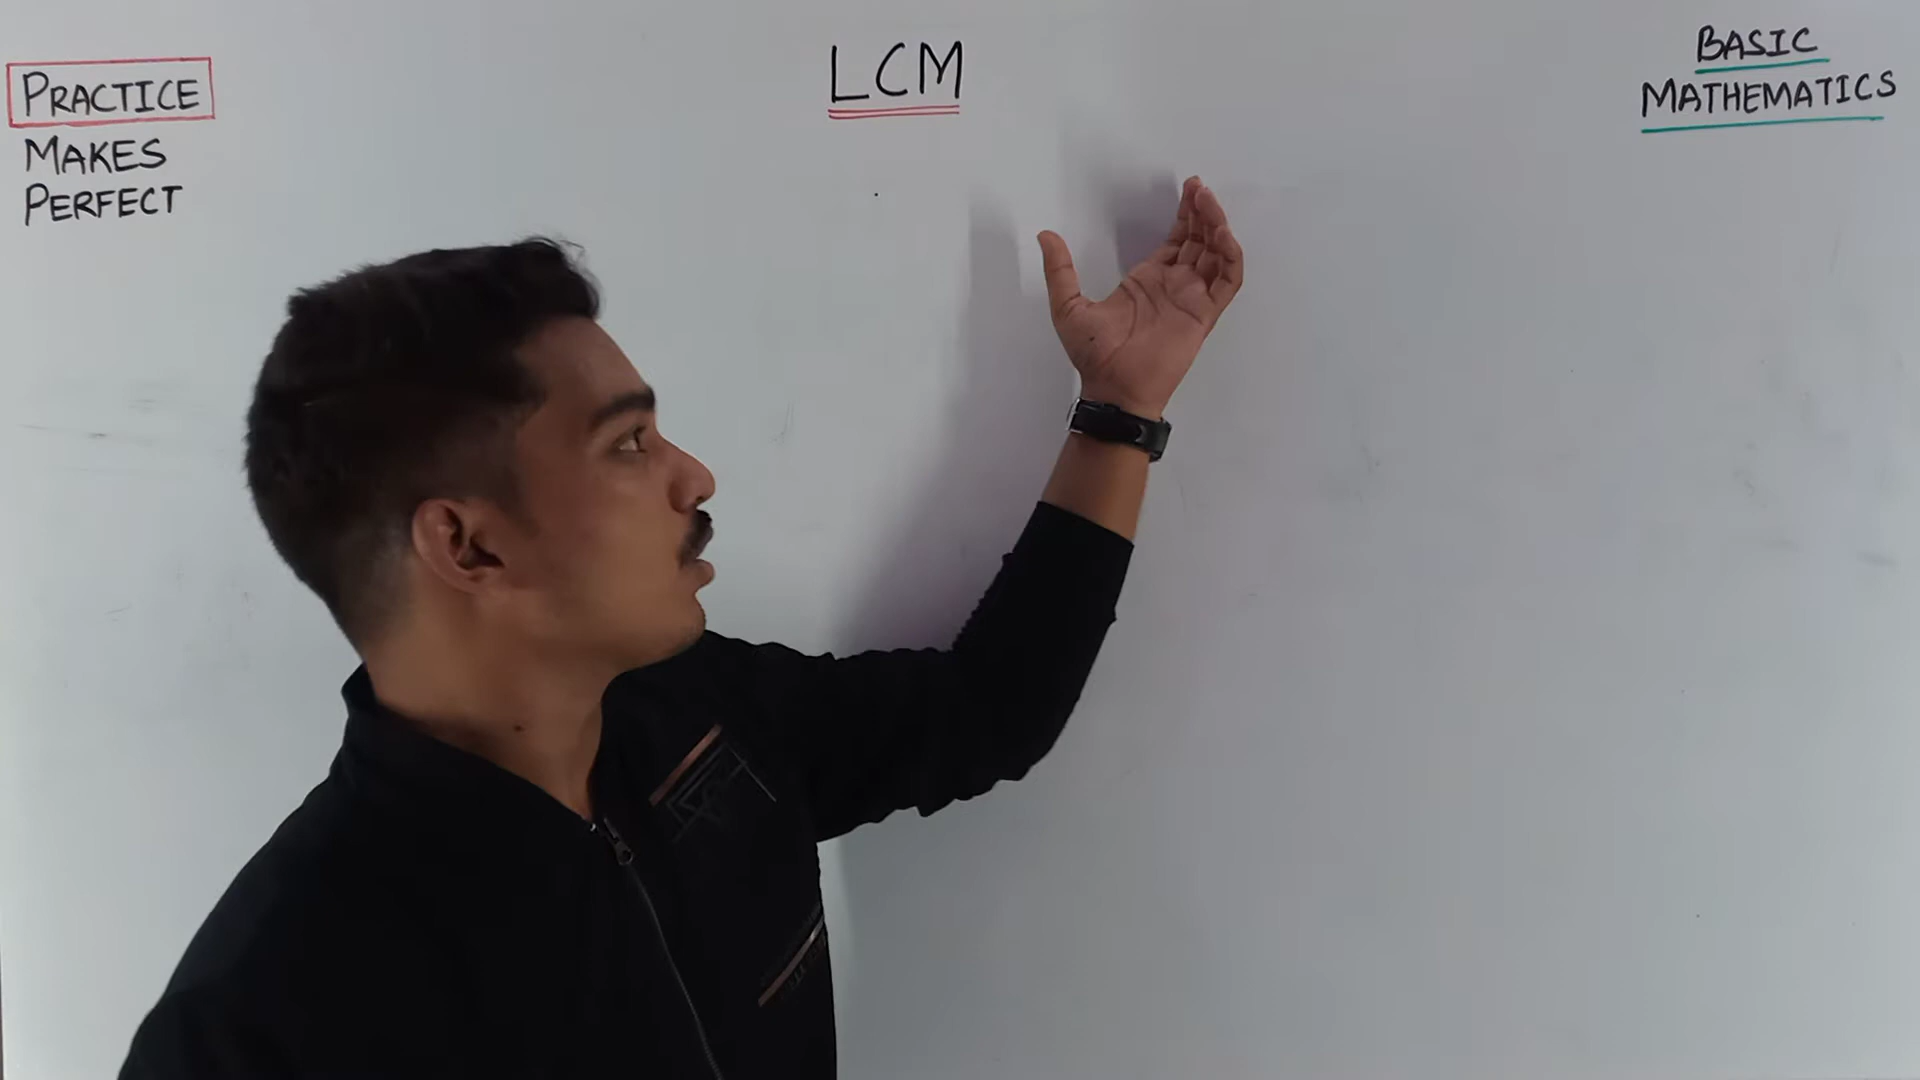 PRACTICE
MAKES
PERFECT
LCM
BASIC
MATHEMATICS